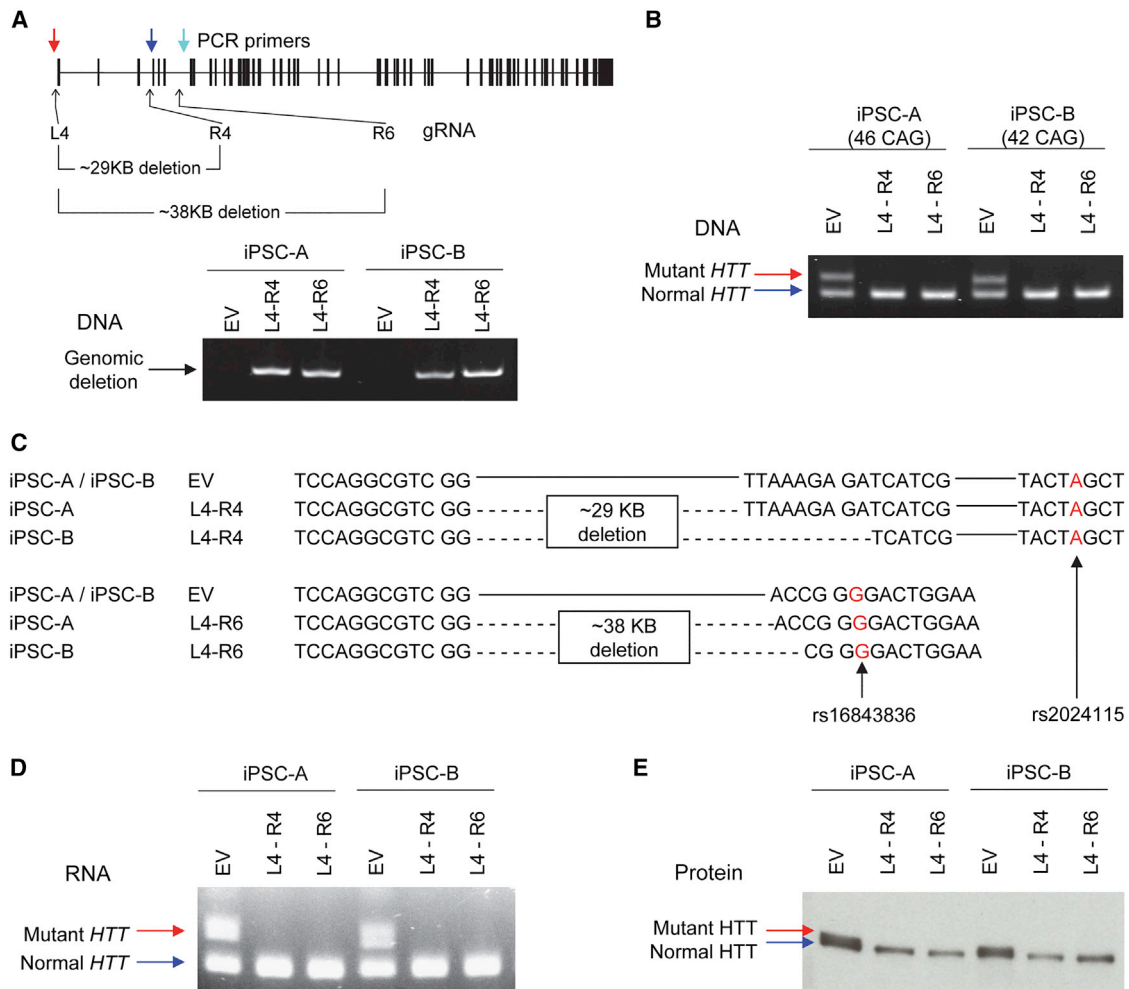 A
PCR primers
L4 R4 R6 gRNA
~29KB deletion
~38KB deletion
iPSC-A iPSC-B
DNA
EV L4-R4 L4-R6 EV L4-R4 L4-R6
Genomic
deletion
B
iPSC-A iPSC-B
(46 CAG) (42 CAG)
DNA
EV L4 - R4 L4 - R6 EV L4 - R4 L4 - R6
Mutant HTT
Normal HTT
C
iPSC-A / iPSC-B EV TCCAGGCGTC GG TTAAAGA GATCATCG TACTAGCT
iPSC-A L4-R4 TCCAGGCGTC GG ~29 KB deletion TTAAAGA GATCATCG TACTAGCT
iPSC-B L4-R4 TCCAGGCGTC GG TCATCG TACTAGCT
iPSC-A / iPSC-B EV TCCAGGCGTC GG ACCG GGGACTGGAA
iPSC-A L4-R6 TCCAGGCGTC GG ~38 KB deletion ACCG GGGACTGGAA
iPSC-B L4-R6 TCCAGGCGTC GG CG GGGACTGGAA
rs16843836 rs2024115
D
iPSC-A iPSC-B
RNA
EV L4 - R4 L4 - R6 EV L4 - R4 L4 - R6
Mutant HTT
Normal HTT
E
iPSC-A iPSC-B
Protein
EV L4 - R4 L4 - R6 EV L4 - R4 L4 - R6
Mutant HTT
Normal HTT